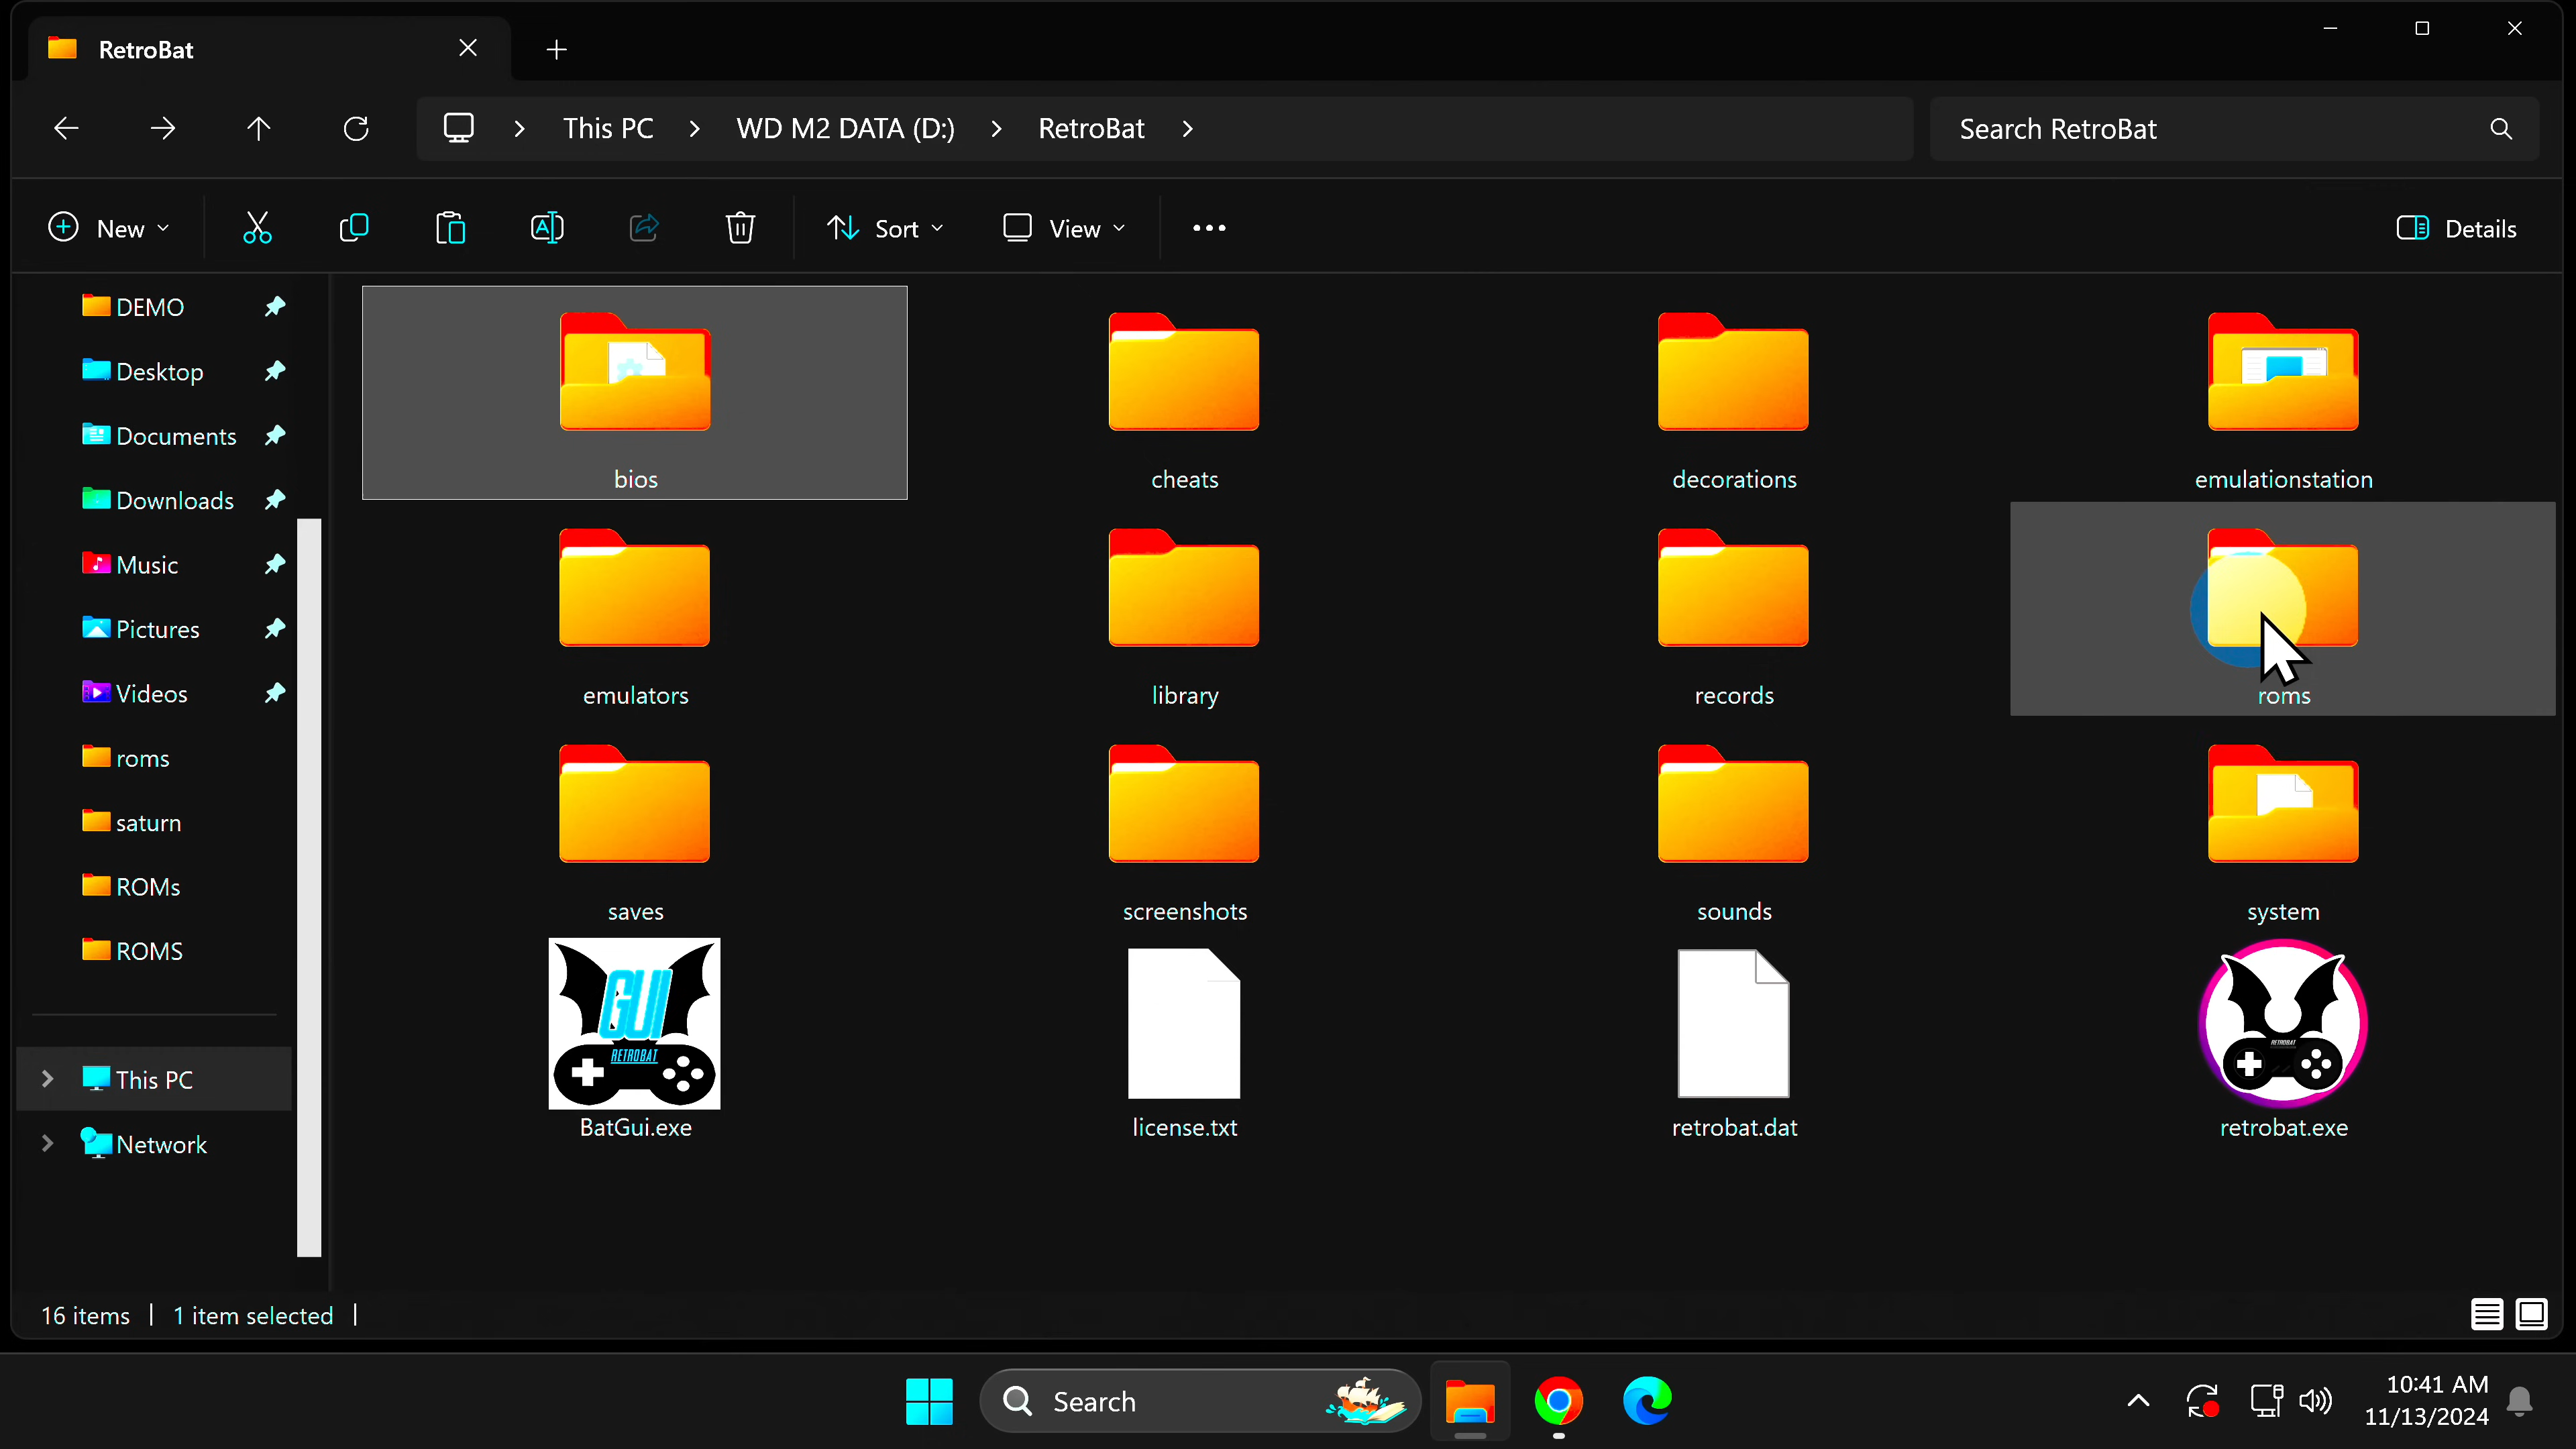 RetroBat
This PC
WD M2 DATA (D:)
RetroBat
Search RetroBat
New
Sort
View
Details
DEMO
Desktop
Documents
Downloads
Music
Pictures
Videos
roms
saturn
ROMs
ROMS
This PC
Network
bios
cheats
decorations
emulationstation
emulators
library
records
roms
saves
screenshots
sounds
system
GUI
RETROBAT
RETROBAT
BatGui.exe
license.txt
retrobat.dat
retrobat.exe
16 items
1 item selected
Search
10:41 AM
11/13/2024